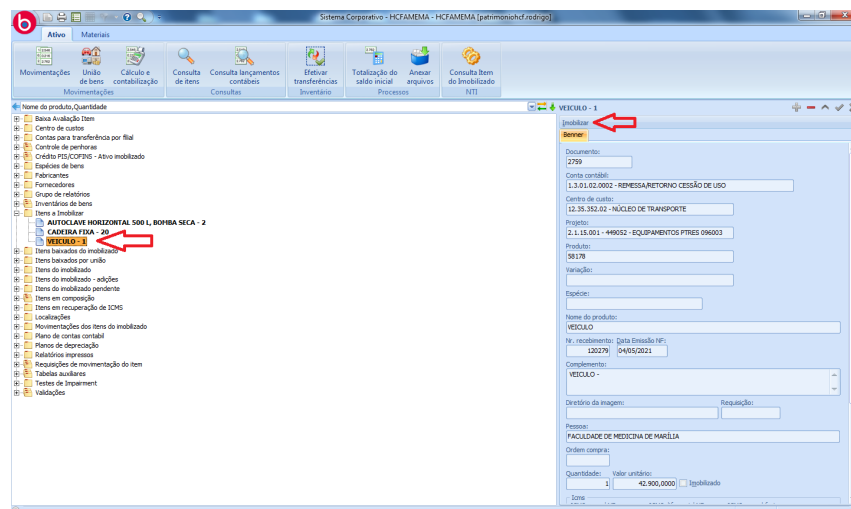 Sistema Corporativo - HCFAMEMA - HCFAMEMA [patrimoniohcf.rodrigo]
Ativo Materiais
Movimentações União de bens Cálculo e contabilização Consulta de itens Consulta lançamentos contábeis Efetivar transferências Totalização do saldo inicial Anexar arquivos Consulta Item do Imobilizado
Movimentações Consultas Inventário Processos NTI
Nome do produto,Quantidade
Baixa Avaliação Item
Centro de custos
Contas para transferência por filial
Controle de penhoras
Crédito PIS/COFINS - Ativo imobilizado
Espécies de bens
Fabricantes
Fornecedores
Grupo de relatórios
Inventários de bens
Itens a Imobilizar
AUTOCLAVE HORIZONTAL 500 L, BOMBA SECA - 2
CADEIRA FIXA - 20
VEICULO - 1
Itens baixados do imobilizado
Itens baixados por união
Itens do imobilizado
Itens do imobilizado - adições
Itens do imobilizado pendente
Itens em composição
Itens em recuperação de ICMS
Localizações
Movimentações dos itens do imobilizado
Plano de contas contabil
Planos de depreciação
Relatórios impressos
Requisições de movimentação do item
Tabelas auxiliares
Testes de Impairment
Validações
VEICULO - 1
Imobilizar
Benner
Documento:
2759
Conta contábil:
1.3.01.02.0002 - REMESSA/RETORNO CESSÃO DE USO
Centro de custo:
12.35.352.02 - NÚCLEO DE TRANSPORTE
Projeto:
2.1.15.001 - 449052 - EQUIPAMENTOS PTRES 096003
Produto:
58178
Variação:
Espécie:
Nome do produto:
VEICULO
Nr. recebimento: Data Emissão NF:
120279 04/05/2021
Complemento:
VEICULO -
Diretório da imagem: Requisição:
Pessoa:
FACULDADE DE MEDICINA DE MARÍLIA
Ordem compra:
Quantidade: Valor unitário:
1 42.900,0000 Imobilizado
Icms